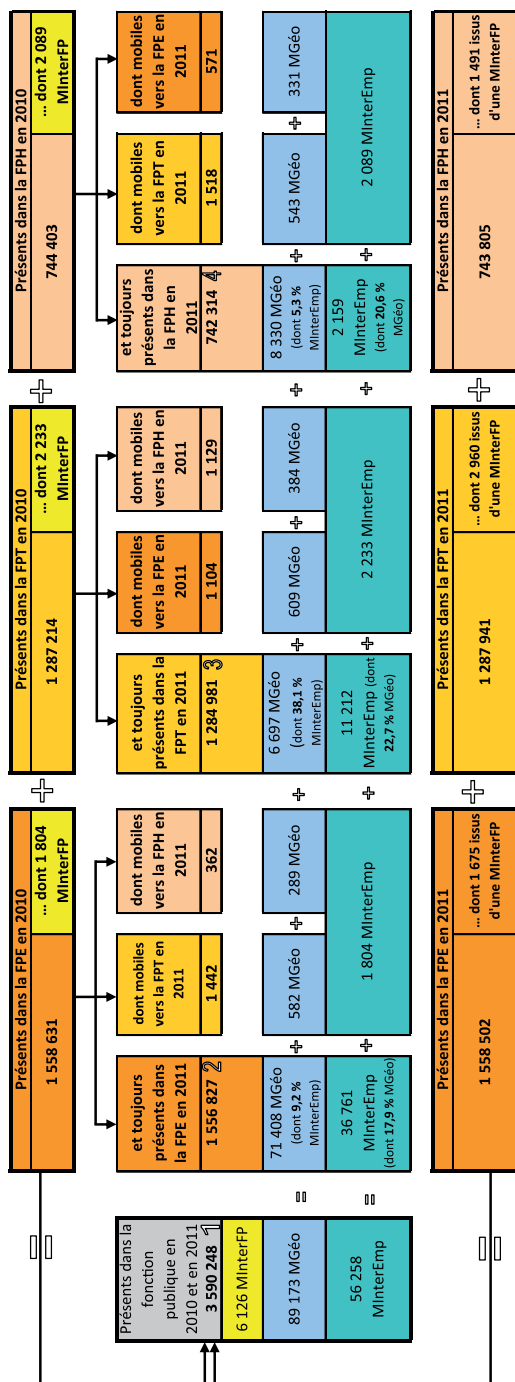 Présents dans la FPE en 2010
1 558 631
... dont 1 804
MInterFP
Présents dans la FPT en 2010
1 287 214
... dont 2 233
MInterFP
Présents dans la FPH en 2010
744 403
... dont 2 089
MInterFP
Présents dans la
fonction
publique en
2010 et en 2011
3 590 248 1
6 126 MInterFP
89 173 MGéo
56 258
MInterEmp
et toujours
présents dans
la FPE en 2011
1 556 827 2
71 408 MGéo
(dont 9,2 %
MInterEmp)
36 761
MInterEmp
(dont 17,9 % MGéo)
dont mobiles
vers la FPT en
2011
1 442
582 MGéo
dont mobiles
vers la FPH en
2011
362
289 MGéo
1 804 MInterEmp
et toujours
présents dans la
FPT en 2011
1 284 981 3
6 697 MGéo
(dont 38,1 %
MInterEmp)
11 212
MInterEmp (dont
22,7 % MGéo)
dont mobiles
vers la FPE en
2011
1 104
609 MGéo
dont mobiles
vers la FPH en
2011
1 129
384 MGéo
2 233 MInterEmp
et toujours
présents dans
la FPH en
2011
742 314 4
8 330 MGéo
(dont 5,3 %
MInterEmp)
2 159
MInterEmp
(dont 20,6 %
MGéo)
dont mobiles
vers la FPT en
2011
1 518
543 MGéo
dont mobiles
vers la FPE en
2011
571
331 MGéo
2 089 MInterEmp
Présents dans la FPE en 2011
1 558 502
... dont 1 675 issus
d'une MInterFP
Présents dans la FPT en 2011
1 287 941
... dont 2 960 issus
d'une MInterFP
Présents dans la FPH en 2011
743 805
... dont 1 491 issus
d'une MInterFP